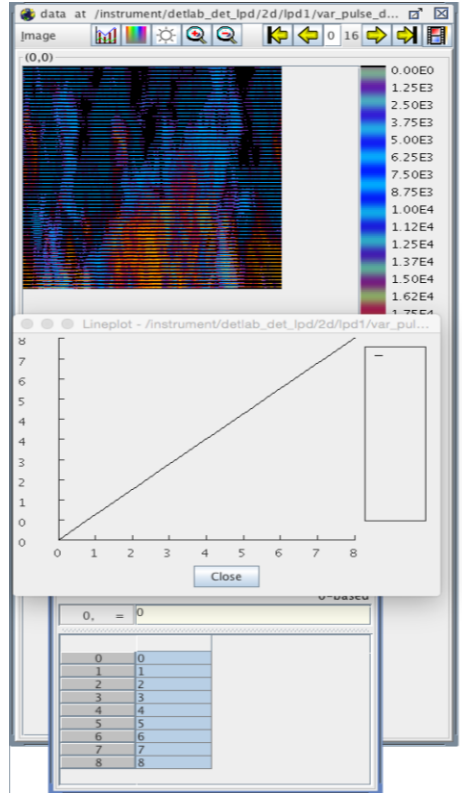 data at /instrument/detlab_det_lpd/2d/lpd1/var_pulse_d...
Image
0 16
(0,0)
0.00E0
1.25E3
2.50E3
3.75E3
5.00E3
6.25E3
7.50E3
8.75E3
1.00E4
1.12E4
1.25E4
1.37E4
1.50E4
1.62E4
1.75E4
Lineplot - /instrument/detlab_det_lpd/2d/lpd1/var_pul...
8
7
6
5
4
4
3
2
1
0
0
0 1 2 3 4 5 6 7 8
Close
0-based
0, = 0
0 0
1 1
2 2
3 3
4 4
5 5
6 6
7 7
8 8